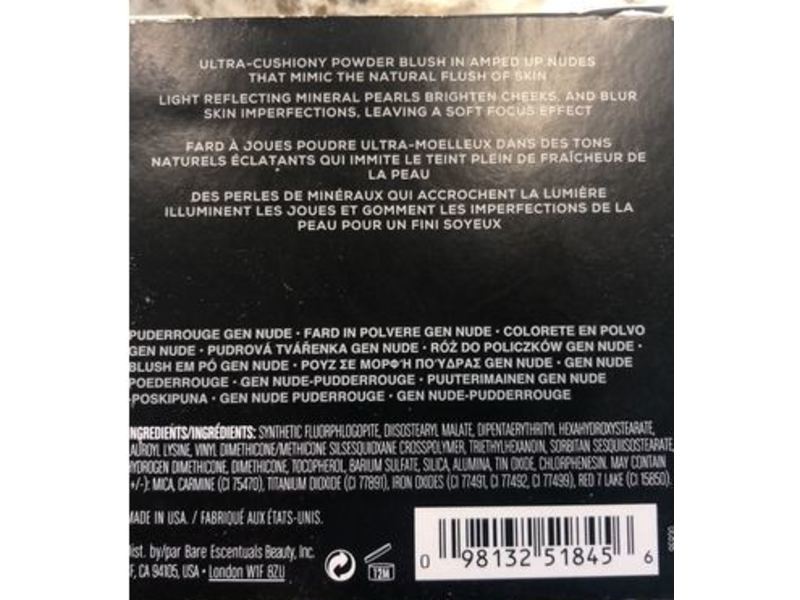 ULTRA-CUSHIONY POWDER BLUSH IN AMPED UP NUDES
THAT MIMIC THE NATURAL FLUSH OF SKIN
LIGHT REFLECTING MINERAL PEARLS BRIGHTEN CHEEKS, AND BLUR
SKIN IMPERFECTIONS, LEAVING A SOFT FOCUS EFFECT
FARD À JOUES POUDRE ULTRA-MOELLEUX DANS DES TONS
NATURELS ÉCLATANTS QUI IMMITE LE TEINT PLEIN DE FRAÎCHEUR DE
LA PEAU
DES PERLES DE MINÉRAUX QUI ACCROCHENT LA LUMIÈRE
ILLUMINENT LES JOUES ET GOMMENT LES IMPERFECTIONS DE LA
PEAU POUR UN FINI SOYEUX
PUDERROUGE GEN NUDE • FARD IN POLVERE GEN NUDE • COLORETE EN POLVO
GEN NUDE • PUDROVÁ TVÁŘENKA GEN NUDE • RÓŻ DO POLICZKÓW GEN NUDE •
BLUSH EM PÓ GEN NUDE • ΡΟΥΖ ΣΕ ΜΟΡΦΉ ΠΟΎΔΡΑΣ GEN NUDE • GEN NUDE
POEDERROUGE • GEN NUDE-PUDDERROUGE • PUUTERIMAINEN GEN NUDE
-POSKIPUNA • GEN NUDE PUDERROUGE • GEN NUDE-PUDDERROUGE
INGREDIENTS/INGRÉDIENTS: SYNTHETIC FLUORPHLOGOPITE, DIISOSTEARYL MALATE, DIPENTAERYTHRITYL HEXAHYDROXYSTEARATE,
LAUROYL LYSINE, VINYL DIMETHICONE/METHICONE SILSESQUIOXANE CROSSPOLYMER, TRIETHYLHEXANOIN, SORBITAN SESQUIISOSTEARATE,
HYDROGEN DIMETHICONE, DIMETHICONE, TOCOPHEROL, BARIUM SULFATE, SILICA, ALUMINA, TIN OXIDE, CHLORPHENESIN. MAY CONTAIN
(+/-): MICA, CARMINE (CI 75470), TITANIUM DIOXIDE (CI 77891), IRON OXIDES (CI 77491, CI 77492, CI 77499), RED 7 LAKE (CI 15850).
MADE IN USA. / FABRIQUÉ AUX ÉTATS-UNIS.
Dist. by/par Bare Escentuals Beauty, Inc.
SF, CA 94105, USA • London W1F 8ZU
12M
0 98132 51845 6